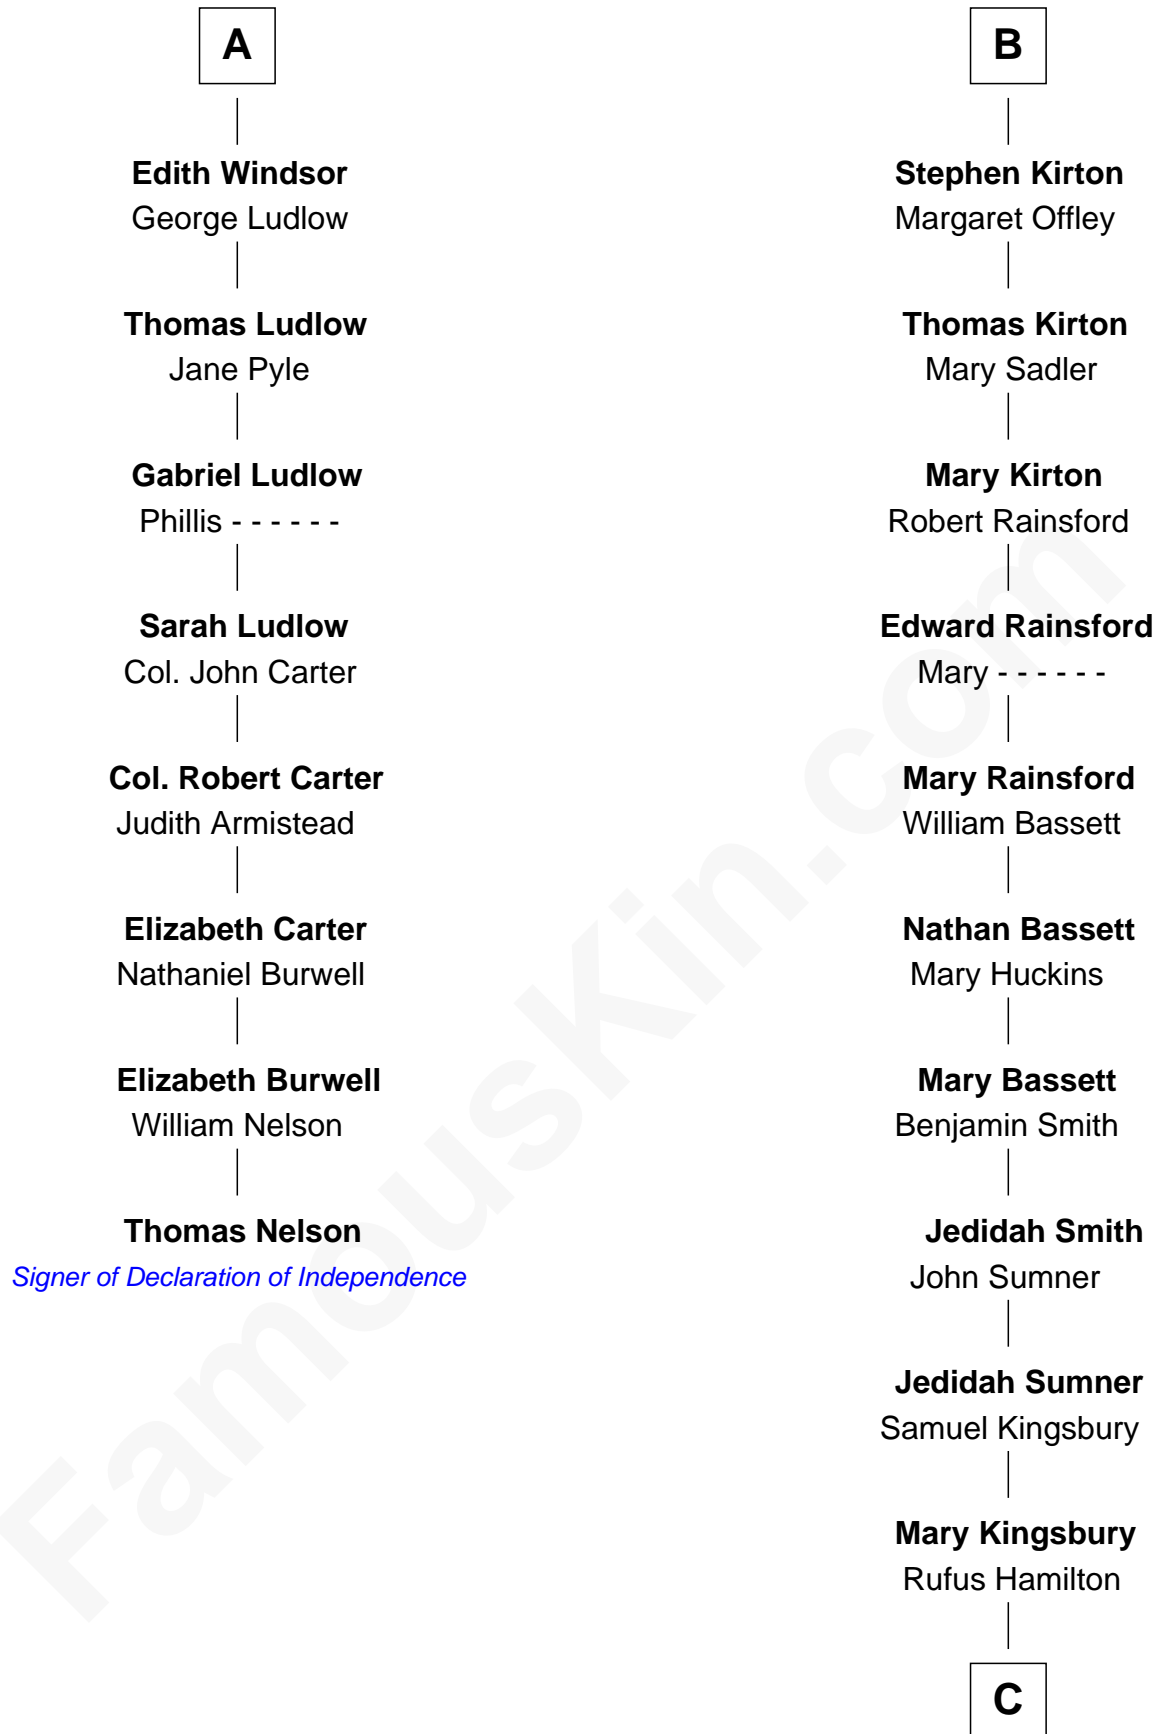 A
Edith Windsor
George Ludlow
Thomas Ludlow
Jane Pyle
Gabriel Ludlow
Phillis - - - - - -
Sarah Ludlow
Col. John Carter
Col. Robert Carter
Judith Armistead
Elizabeth Carter
Nathaniel Burwell
Elizabeth Burwell
William Nelson
Thomas Nelson
Signer of Declaration of Independence
B
Stephen Kirton
Margaret Offley
Thomas Kirton
Mary Sadler
Mary Kirton
Robert Rainsford
Edward Rainsford
Mary - - - - - -
Mary Rainsford
William Bassett
Nathan Bassett
Mary Huckins
Mary Bassett
Benjamin Smith
Jedidah Smith
John Sumner
Jedidah Sumner
Samuel Kingsbury
Mary Kingsbury
Rufus Hamilton
C
FamousKin.com